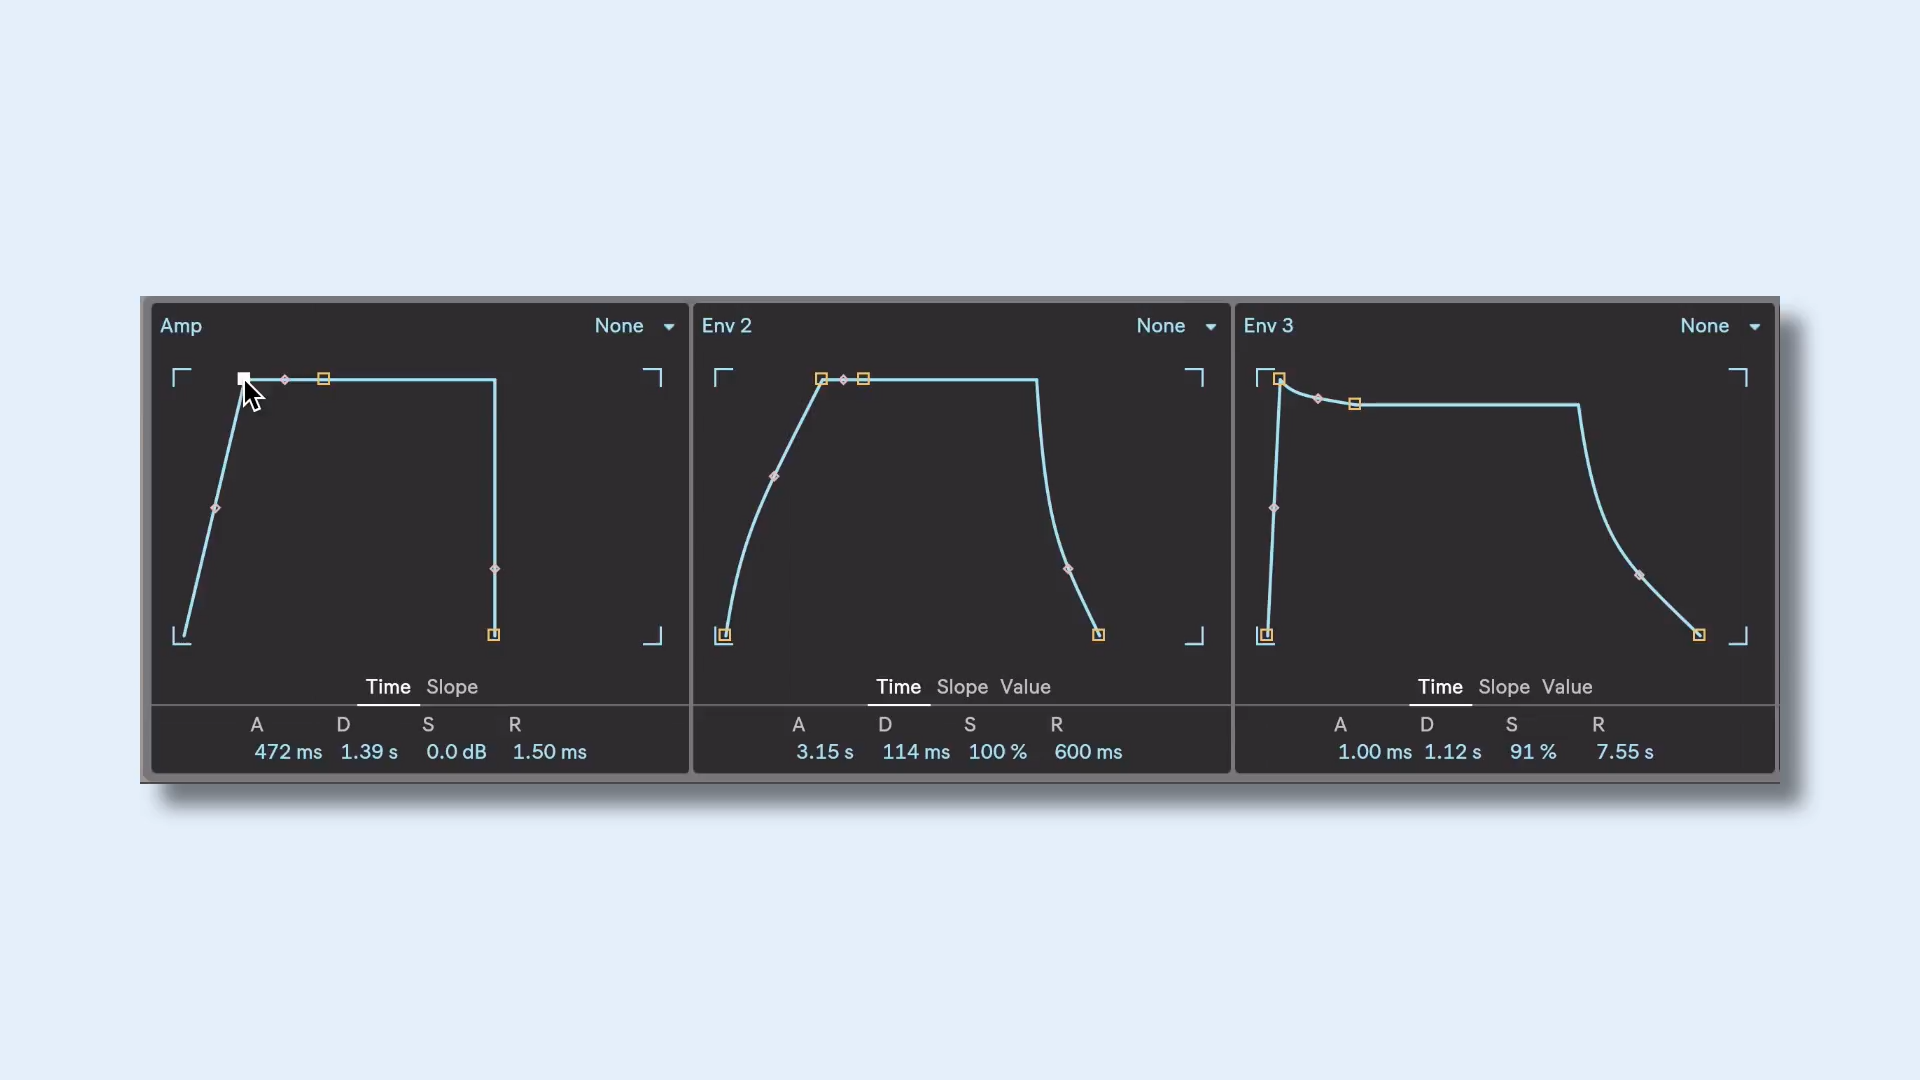 Amp None
Time Slope
A D S R
472 ms 1.39 s 0.0 dB 1.50 ms
Env 2 None
Time Slope Value
A D S R
3.15 s 114 ms 100 % 600 ms
Env 3 None
Time Slope Value
A D S R
1.00 ms 1.12 s 91 % 7.55 s